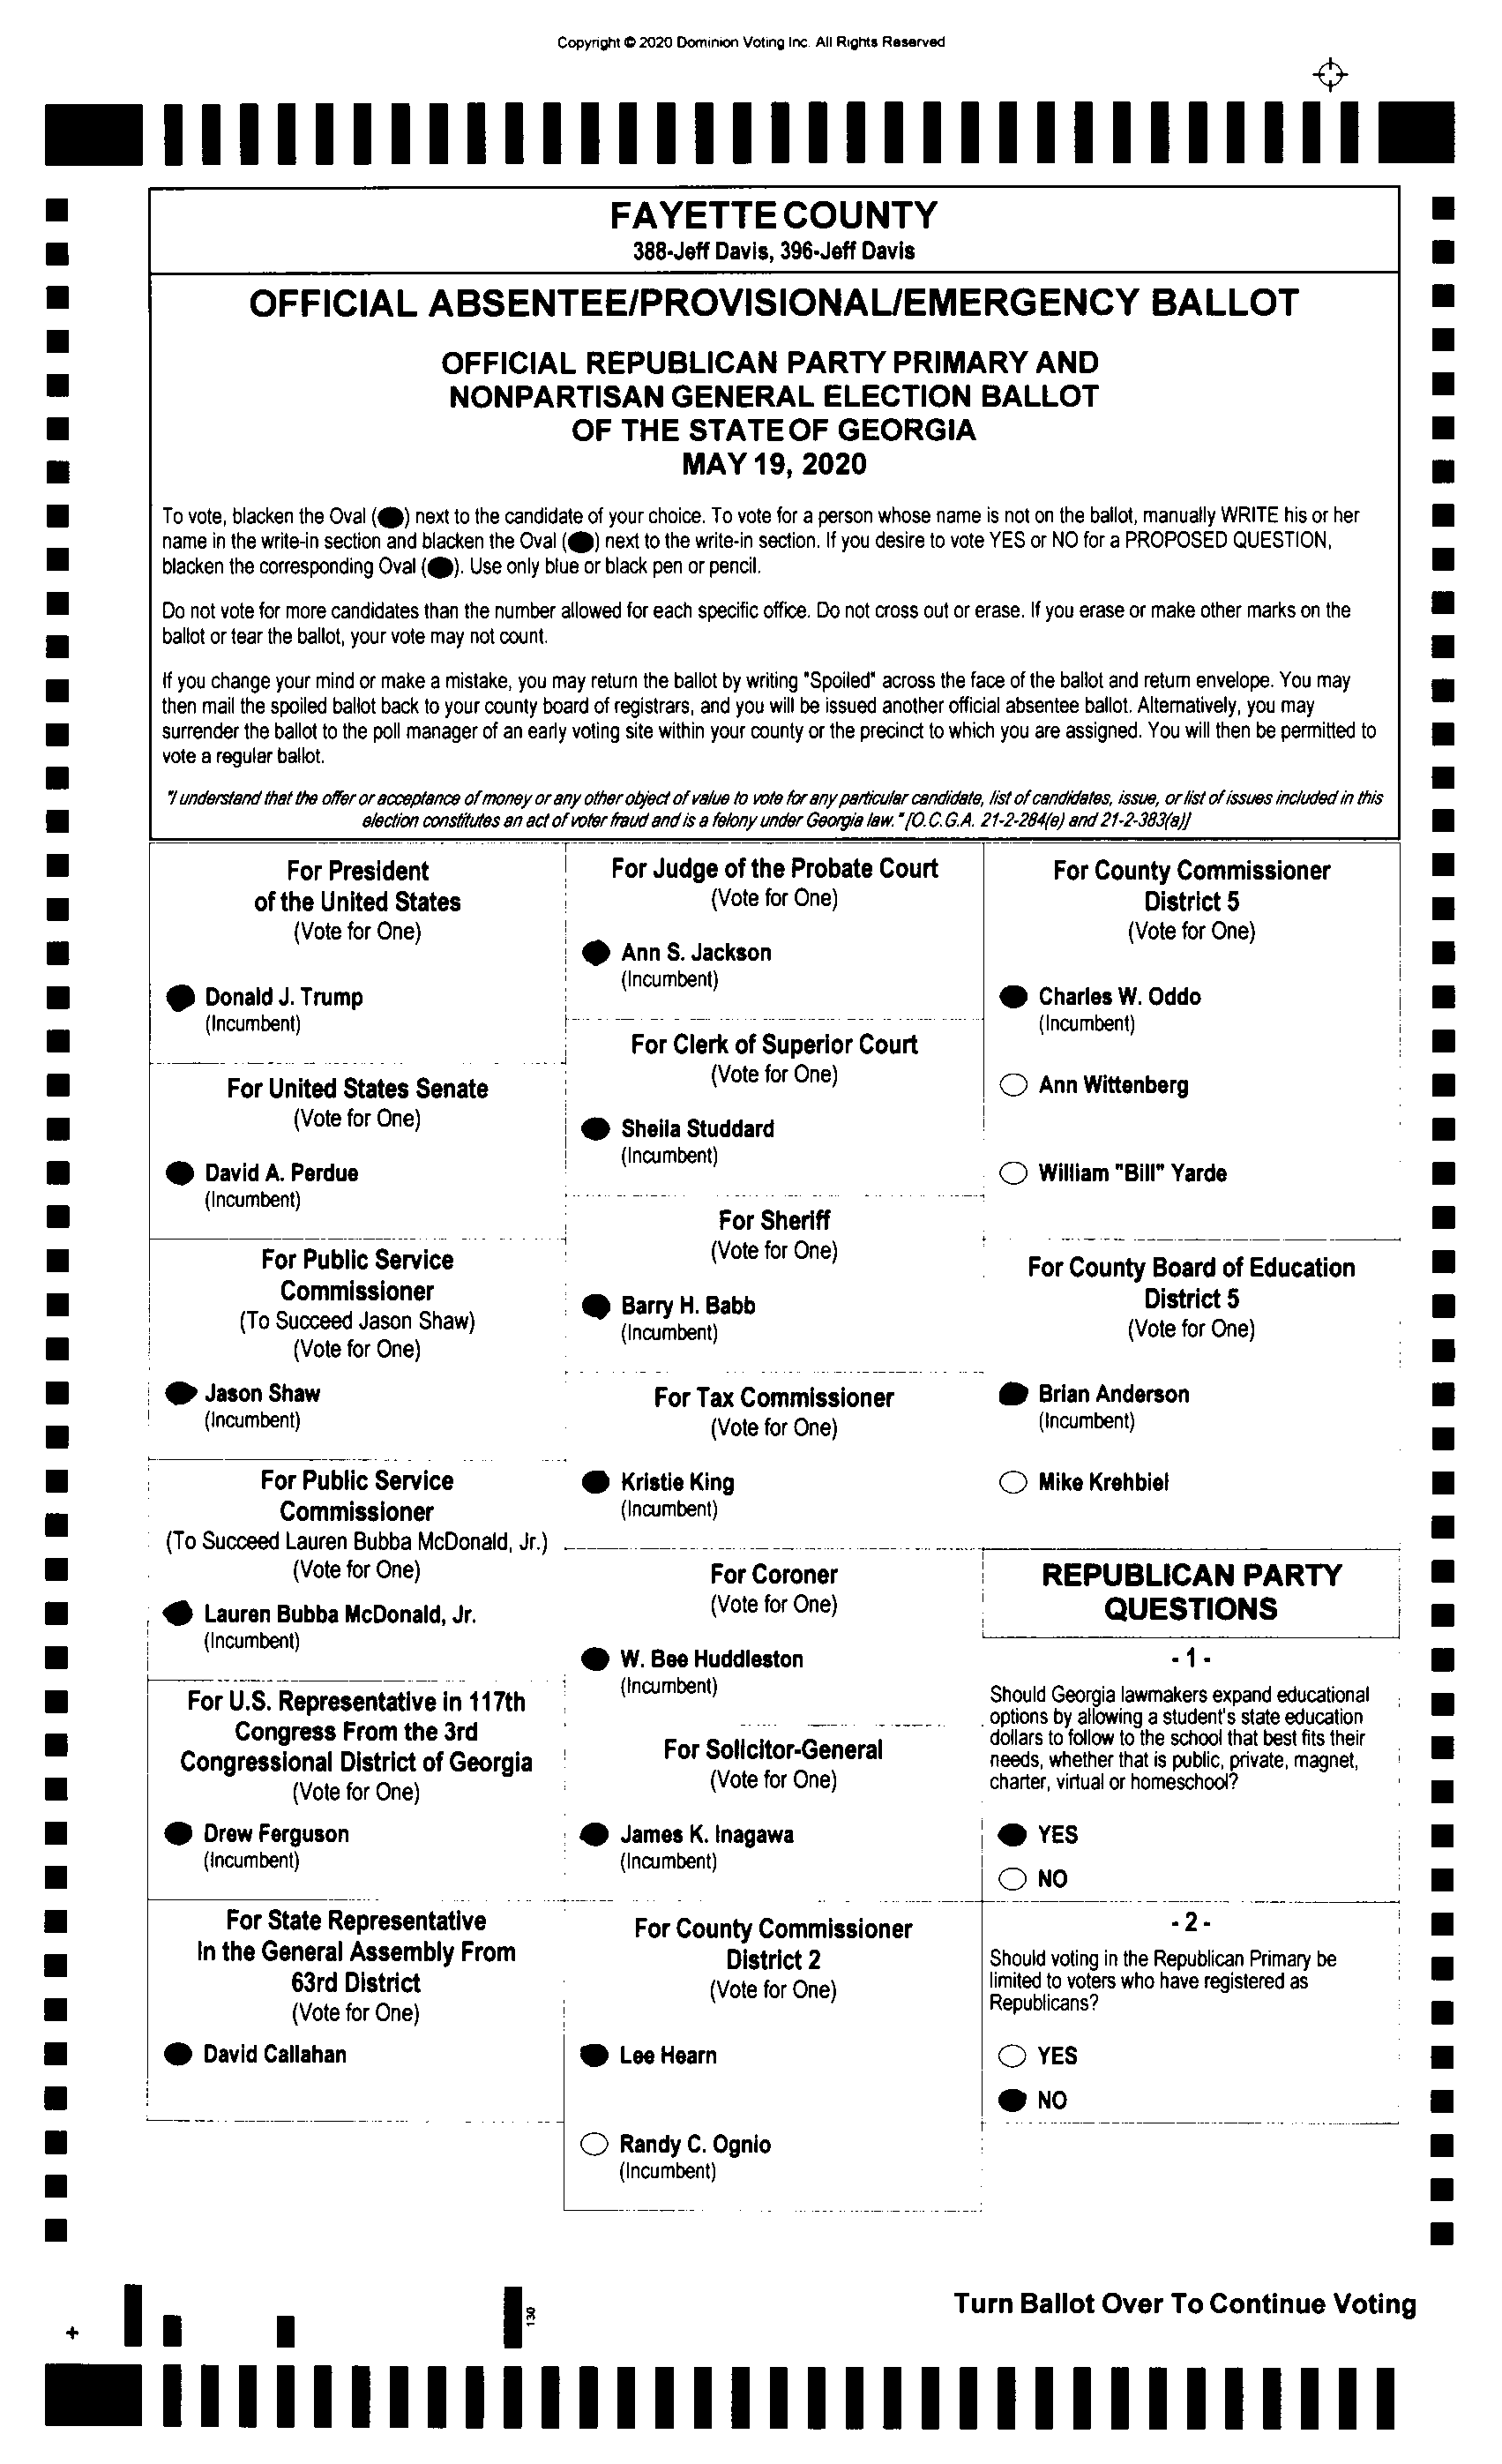 Copyright © 2020 Dominion Voting Inc. All Rights Reserved
FAYETTE COUNTY
388-Jeff Davis, 396-Jeff Davis
OFFICIAL ABSENTEE/PROVISIONAL/EMERGENCY BALLOT
OFFICIAL REPUBLICAN PARTY PRIMARY AND
NONPARTISAN GENERAL ELECTION BALLOT
OF THE STATE OF GEORGIA
MAY 19, 2020
To vote, blacken the Oval (●) next to the candidate of your choice. To vote for a person whose name is not on the ballot, manually WRITE his or her
name in the write-in section and blacken the Oval (●) next to the write-in section. If you desire to vote YES or NO for a PROPOSED QUESTION,
blacken the corresponding Oval (●). Use only blue or black pen or pencil.
Do not vote for more candidates than the number allowed for each specific office. Do not cross out or erase. If you erase or make other marks on the
ballot or tear the ballot, your vote may not count.
If you change your mind or make a mistake, you may return the ballot by writing "Spoiled" across the face of the ballot and return envelope. You may
then mail the spoiled ballot back to your county board of registrars, and you will be issued another official absentee ballot. Alternatively, you may
surrender the ballot to the poll manager of an early voting site within your county or the precinct to which you are assigned. You will then be permitted to
vote a regular ballot.
"I understand that the offer or acceptance of money or any other object of value to vote for any particular candidate, list of candidates, issue, or list of issues included in this
election constitutes an act of voter fraud and is a felony under Georgia law." [O.C.G.A. 21-2-284(e) and 21-2-383(a)]
For President
of the United States
(Vote for One)
Donald J. Trump
(Incumbent)
For United States Senate
(Vote for One)
David A. Perdue
(Incumbent)
For Public Service
Commissioner
(To Succeed Jason Shaw)
(Vote for One)
Jason Shaw
(Incumbent)
For Public Service
Commissioner
(To Succeed Lauren Bubba McDonald, Jr.)
(Vote for One)
Lauren Bubba McDonald, Jr.
(Incumbent)
For U.S. Representative in 117th
Congress From the 3rd
Congressional District of Georgia
(Vote for One)
Drew Ferguson
(Incumbent)
For State Representative
In the General Assembly From
63rd District
(Vote for One)
David Callahan
For Judge of the Probate Court
(Vote for One)
Ann S. Jackson
(Incumbent)
For Clerk of Superior Court
(Vote for One)
Sheila Studdard
(Incumbent)
For Sheriff
(Vote for One)
Barry H. Babb
(Incumbent)
For Tax Commissioner
(Vote for One)
Kristie King
(Incumbent)
For Coroner
(Vote for One)
W. Bee Huddleston
(Incumbent)
For Solicitor-General
(Vote for One)
James K. Inagawa
(Incumbent)
For County Commissioner
District 2
(Vote for One)
Lee Hearn
Randy C. Ognio
(Incumbent)
For County Commissioner
District 5
(Vote for One)
Charles W. Oddo
(Incumbent)
Ann Wittenberg
William "Bill" Yarde
For County Board of Education
District 5
(Vote for One)
Brian Anderson
(Incumbent)
Mike Krehbiel
REPUBLICAN PARTY
QUESTIONS
- 1 -
Should Georgia lawmakers expand educational
options by allowing a student's state education
dollars to follow to the school that best fits their
needs, whether that is public, private, magnet,
charter, virtual or homeschool?
YES
NO
- 2 -
Should voting in the Republican Primary be
limited to voters who have registered as
Republicans?
YES
NO
Turn Ballot Over To Continue Voting
130